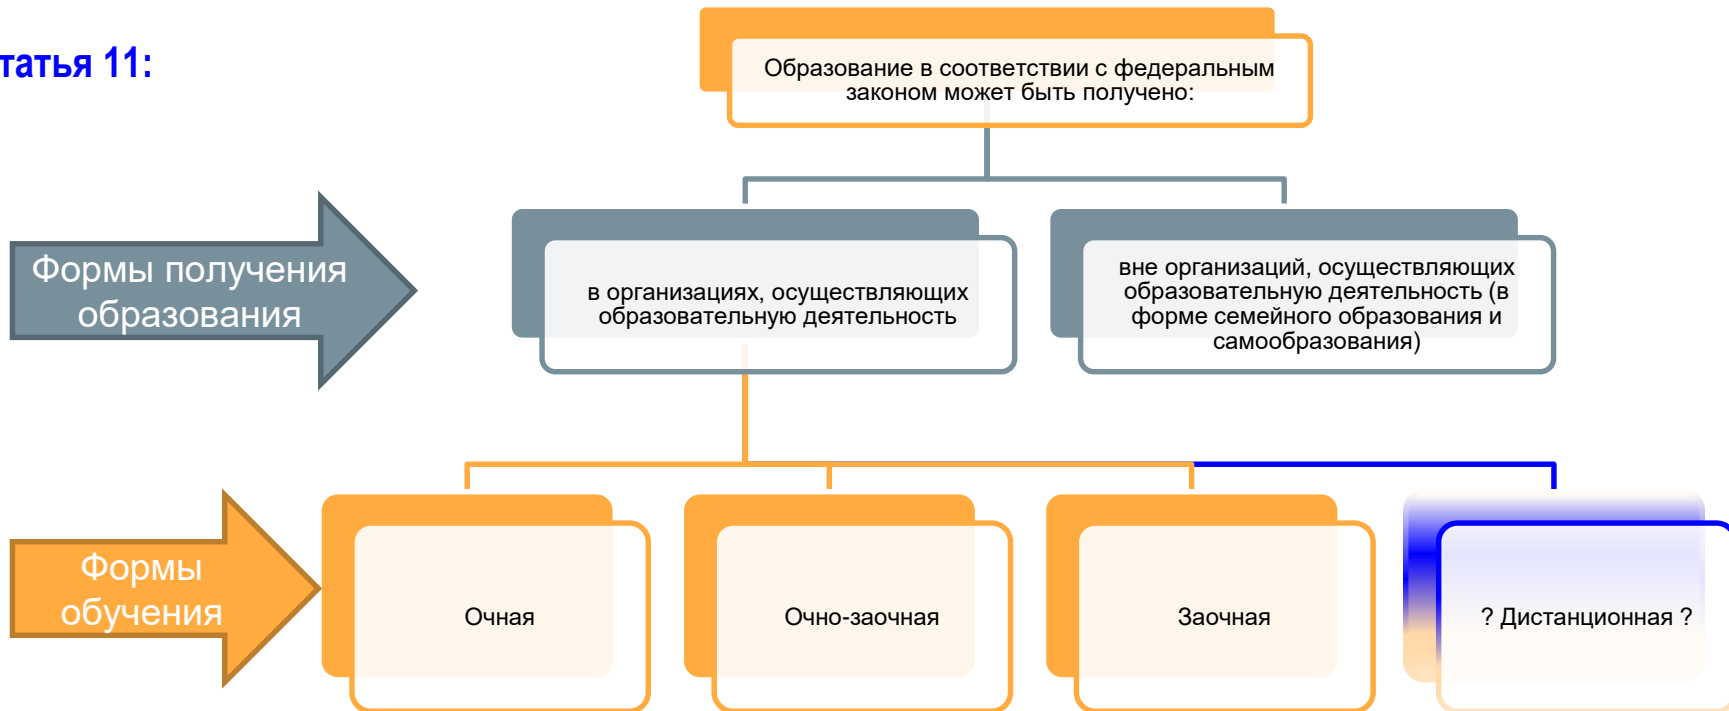 татья 11:
Образование в соответствии с федеральным
законом может быть получено:
Формы получения
образования
в организациях, осуществляющих
образовательную деятельность
вне организаций, осуществляющих
образовательную деятельность (в
форме семейного образования и
самообразования)
Формы
обучения
Очная
Очно-заочная
Заочная
? Дистанционная ?